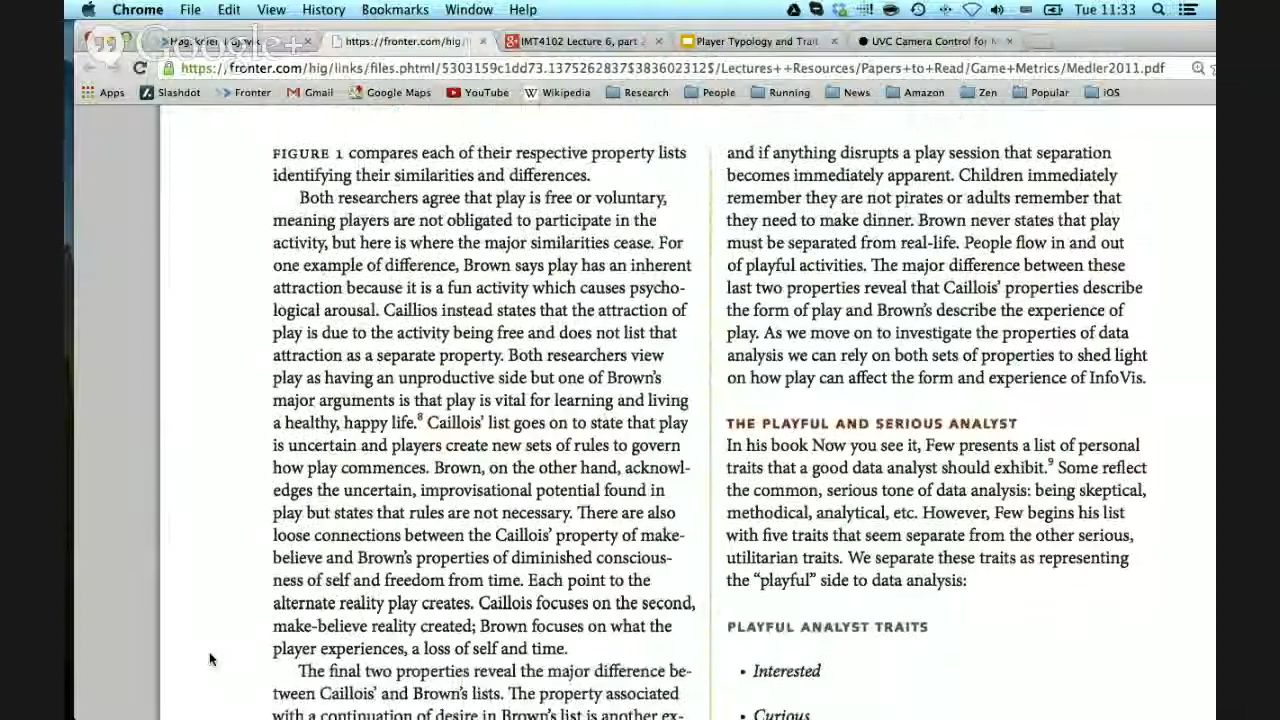 Chrome File Edit View History Bookmarks Window Help Tue 11:33
Google+
https://fronter.com/hig/ × IMT4102 Lecture 6, part 2 × Player Typology and Trait × UVC Camera Control for M ×
https://fronter.com/hig/links/files.phtml/5303159c1dd73.1375262837$383602312$/Lectures++Resources/Papers+to+Read/Game+Metrics/Medler2011.pdf
Apps Slashdot Fronter Gmail Google Maps YouTube Wikipedia Research People Running News Amazon Zen Popular iOS
FIGURE 1 compares each of their respective property lists
identifying their similarities and differences.
Both researchers agree that play is free or voluntary,
meaning players are not obligated to participate in the
activity, but here is where the major similarities cease. For
one example of difference, Brown says play has an inherent
attraction because it is a fun activity which causes psycho-
logical arousal. Caillios instead states that the attraction of
play is due to the activity being free and does not list that
attraction as a separate property. Both researchers view
play as having an unproductive side but one of Brown's
major arguments is that play is vital for learning and living
a healthy, happy life.8 Caillois' list goes on to state that play
is uncertain and players create new sets of rules to govern
how play commences. Brown, on the other hand, acknowl-
edges the uncertain, improvisational potential found in
play but states that rules are not necessary. There are also
loose connections between the Caillois' property of make-
believe and Brown's properties of diminished conscious-
ness of self and freedom from time. Each point to the
alternate reality play creates. Caillois focuses on the second,
make-believe reality created; Brown focuses on what the
player experiences, a loss of self and time.
The final two properties reveal the major difference be-
tween Caillois' and Brown's lists. The property associated
with a continuation of desire in Brown's list is another ex-
and if anything disrupts a play session that separation
becomes immediately apparent. Children immediately
remember they are not pirates or adults remember that
they need to make dinner. Brown never states that play
must be separated from real-life. People flow in and out
of playful activities. The major difference between these
last two properties reveal that Caillois' properties describe
the form of play and Brown's describe the experience of
play. As we move on to investigate the properties of data
analysis we can rely on both sets of properties to shed light
on how play can affect the form and experience of InfoVis.
THE PLAYFUL AND SERIOUS ANALYST
In his book Now you see it, Few presents a list of personal
traits that a good data analyst should exhibit.9 Some reflect
the common, serious tone of data analysis: being skeptical,
methodical, analytical, etc. However, Few begins his list
with five traits that seem separate from the other serious,
utilitarian traits. We separate these traits as representing
the "playful" side to data analysis:
PLAYFUL ANALYST TRAITS
• Interested
• Curious